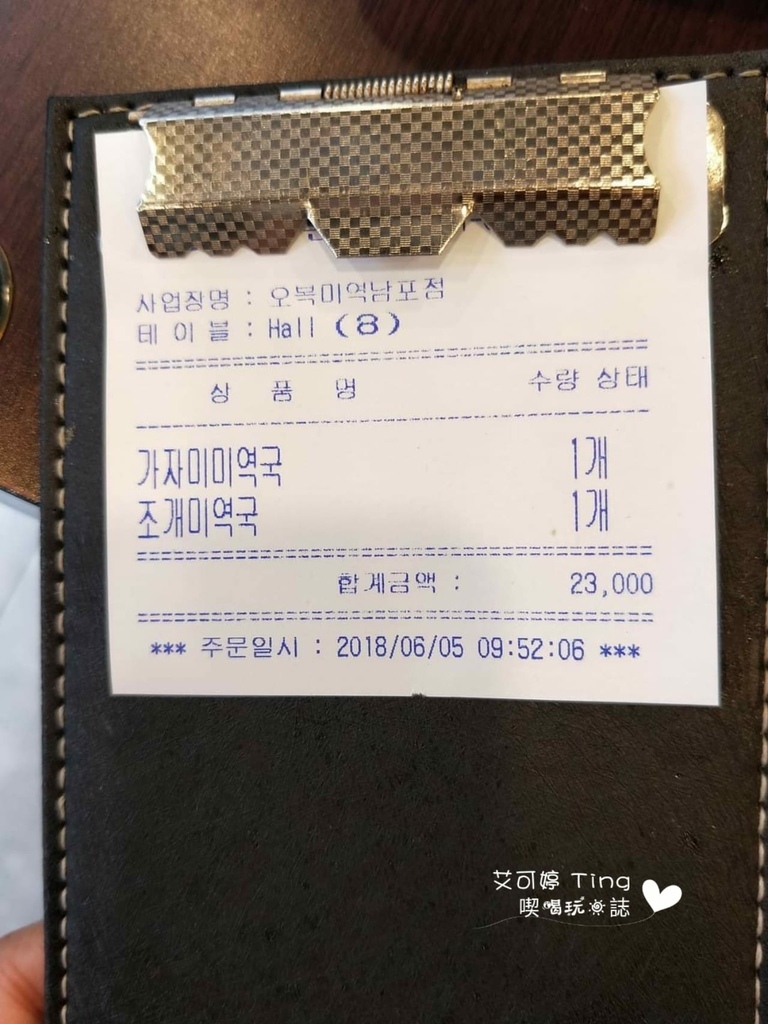 사업장명 : 오복미역남포점
테 이 블 : Hall (8)
상 품 명 수량 상태
가자미미역국 1개
조개미역국 1개
합계금액 : 23,000
*** 주문일시 : 2018/06/05 09:52:06 ***
艾可婷 Ting
喫喝玩樂誌